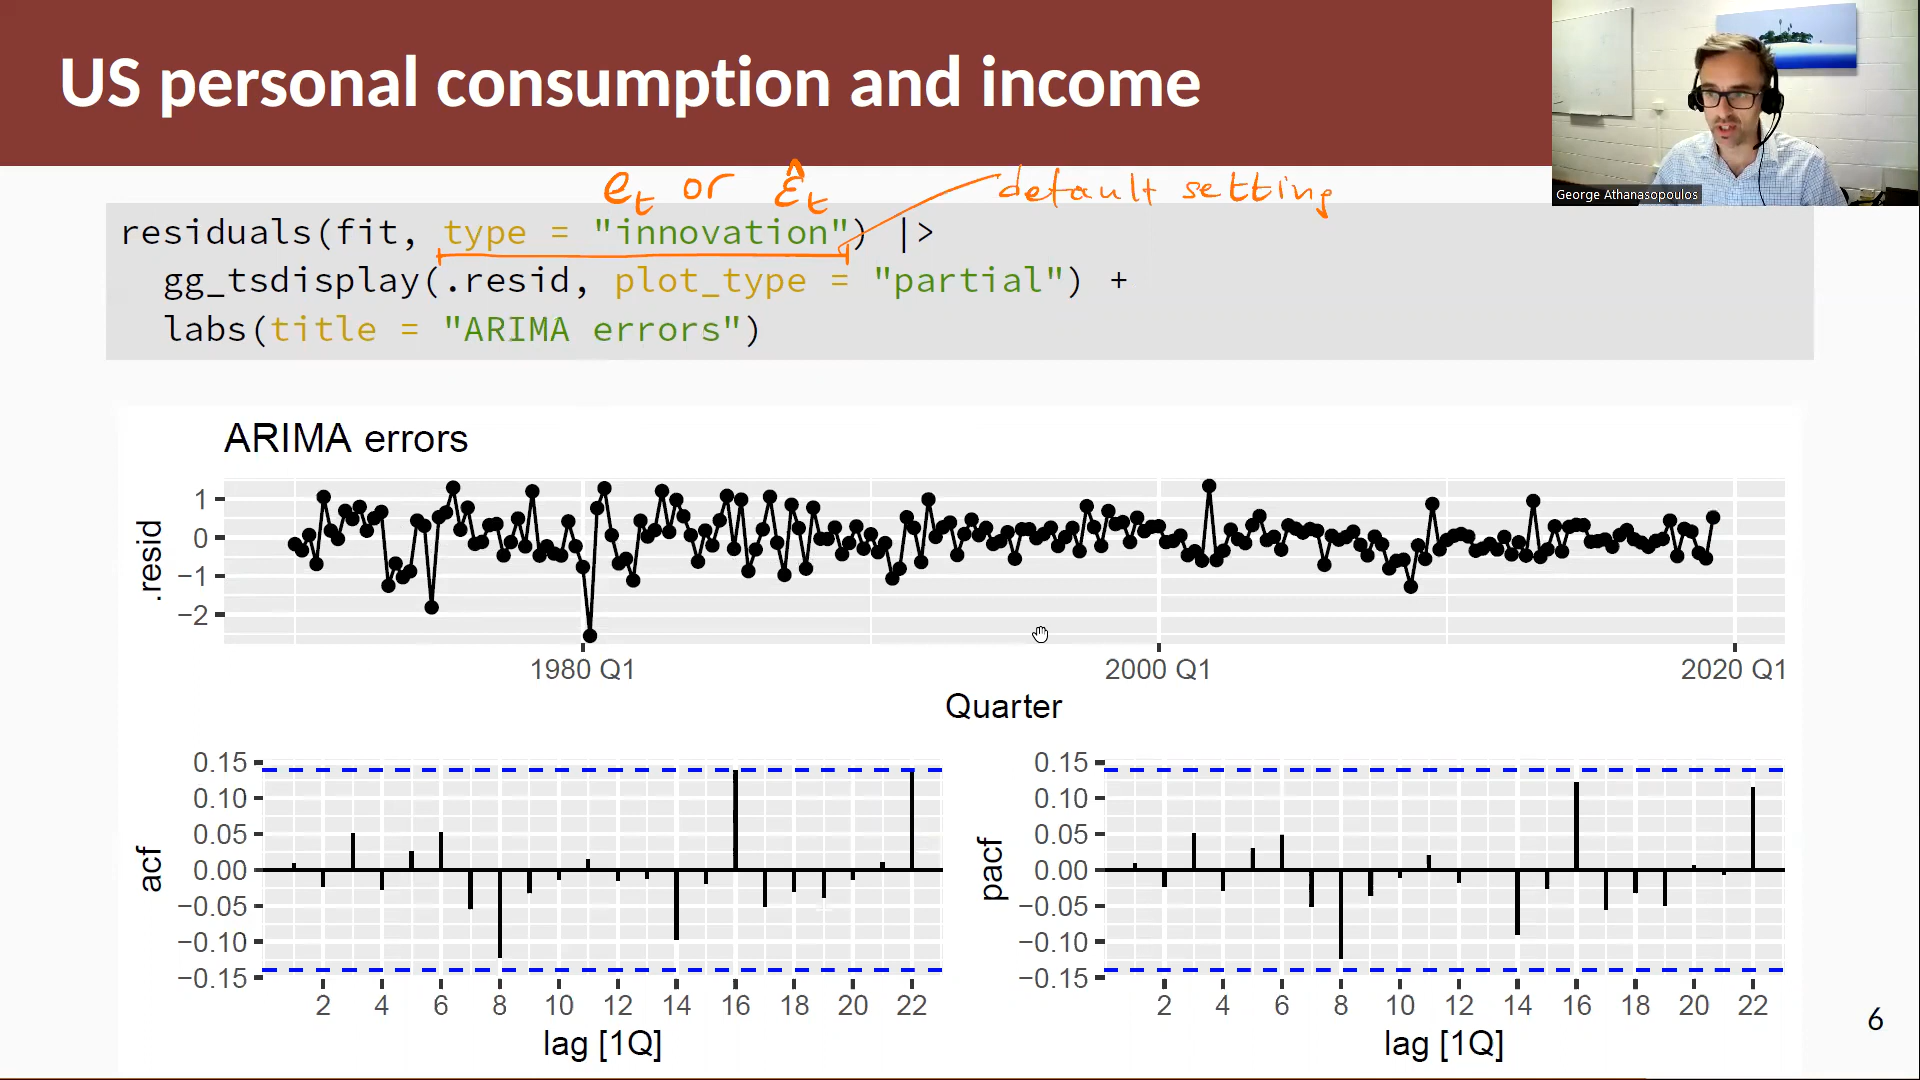 US personal consumption and income
George Athanasopoulos
e_t or ε̂_t
default setting
residuals(fit, type = "innovation") |>
gg_tsdisplay(.resid, plot_type = "partial") +
labs(title = "ARIMA errors")
ARIMA errors
.resid
1
0
−1
−2
1980 Q1 2000 Q1 2020 Q1
Quarter
acf
0.15
0.10
0.05
0.00
−0.05
−0.10
−0.15
2 4 6 8 10 12 14 16 18 20 22
lag [1Q]
pacf
0.15
0.10
0.05
0.00
−0.05
−0.10
−0.15
2 4 6 8 10 12 14 16 18 20 22
lag [1Q]
6